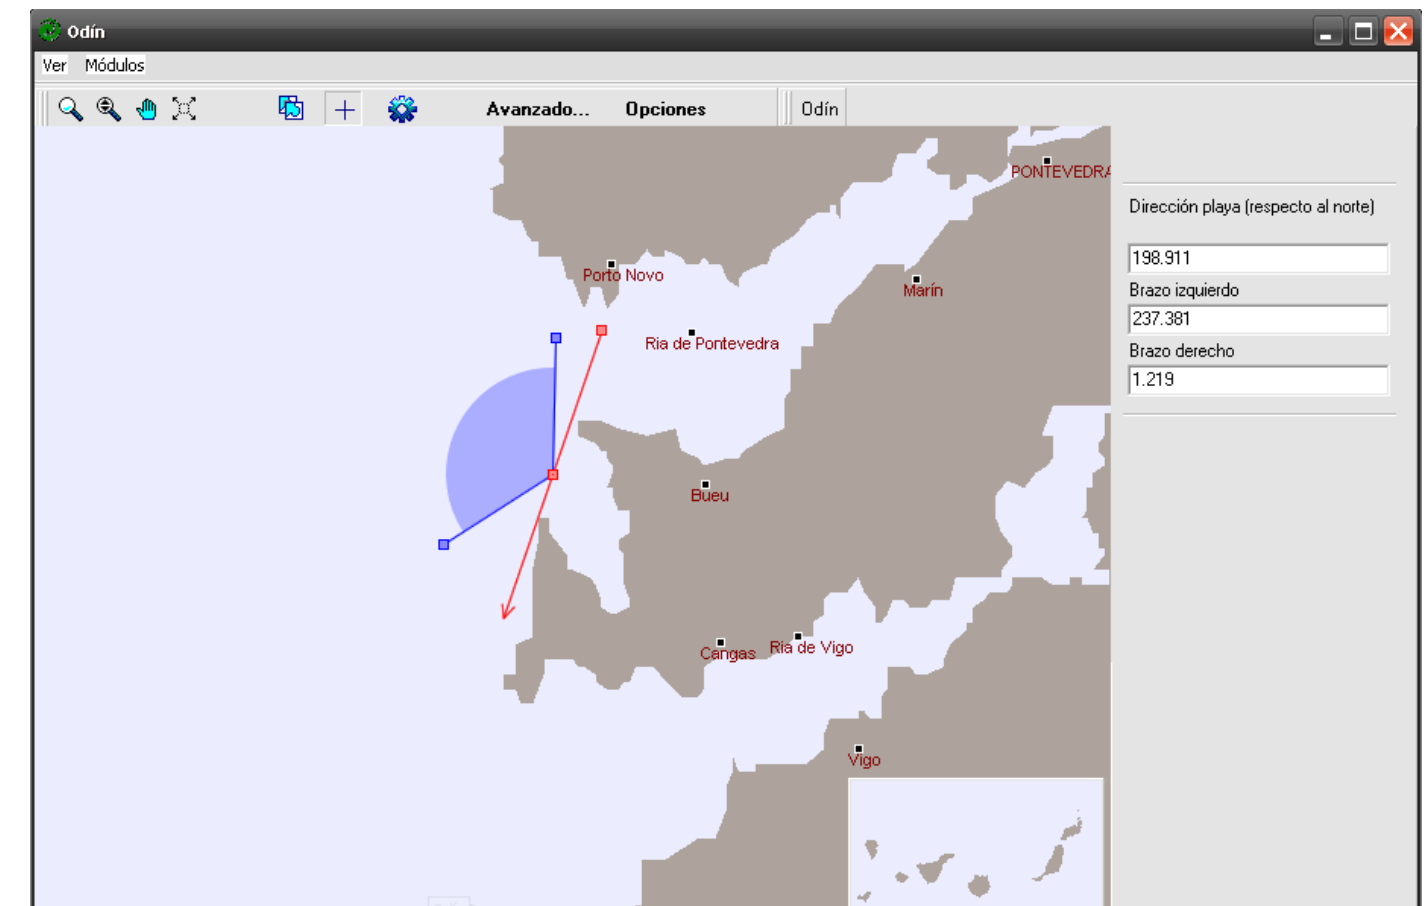 Odín
Ver Módulos
Avanzado... Opciones Odín
PONTEVEDRA
Dirección playa (respecto al norte)
198.911
Porto Novo
Marín
Brazo izquierdo
237.381
Ria de Pontevedra
Brazo derecho
1.219
Bueu
Cangas
Ria de Vigo
Vigo